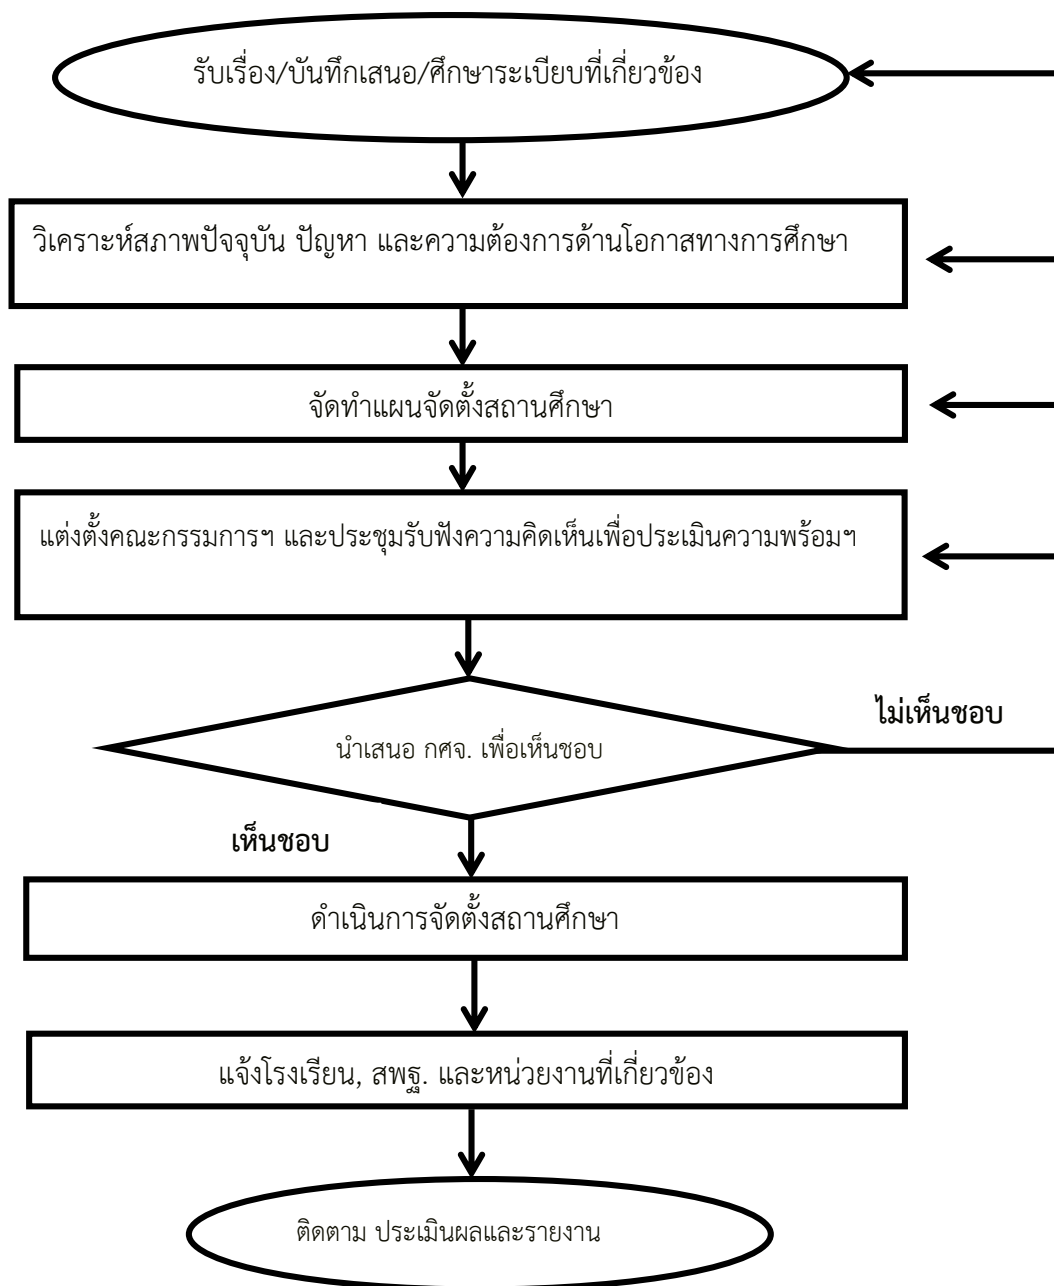 รับเรื่อง/บันทึกเสนอ/ศึกษาระเบียบที่เกี่ยวข้อง
วิเคราะห์สภาพปัจจุบัน ปัญหา และความต้องการด้านโอกาสทางการศึกษา
จัดทำแผนจัดตั้งสถานศึกษา
แต่งตั้งคณะกรรมการฯ และประชุมรับฟังความคิดเห็นเพื่อประเมินความพร้อมฯ
ไม่เห็นชอบ
นำเสนอ กศจ. เพื่อเห็นชอบ
เห็นชอบ
ดำเนินการจัดตั้งสถานศึกษา
แจ้งโรงเรียน, สพฐ. และหน่วยงานที่เกี่ยวข้อง
ติดตาม ประเมินผลและรายงาน